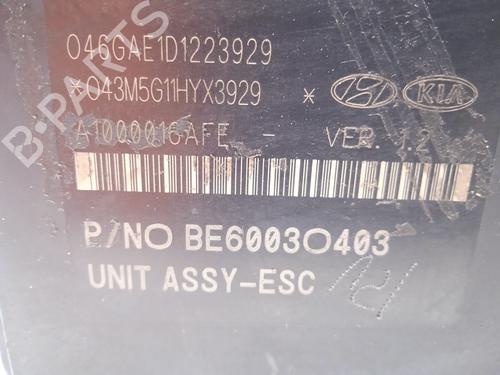 046GAE1D1223929
*043M5G11HYX3929 * KIA
A1000016AFE - VER. 1.2
P/NO BE60030403
UNIT ASSY-ESC
B-PARTS